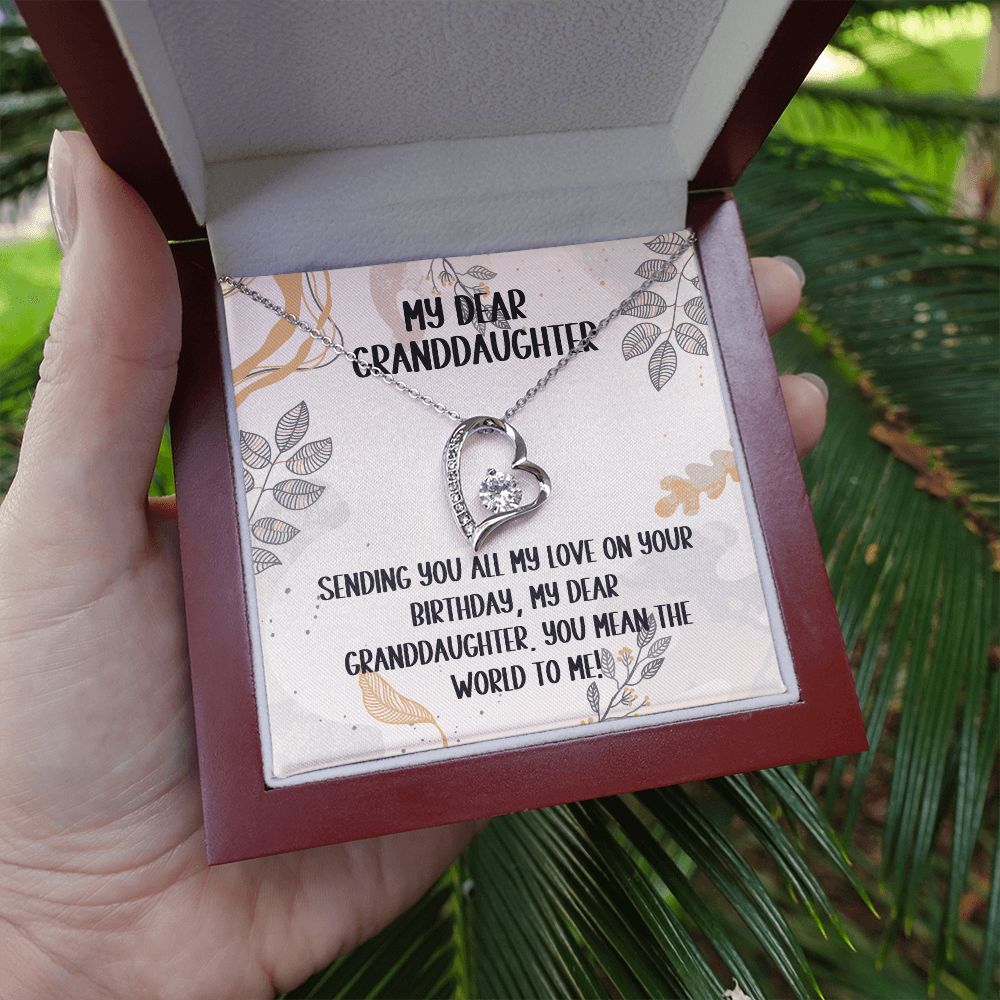 MY DEAR
GRANDDAUGHTER
SENDING YOU ALL MY LOVE ON YOUR
BIRTHDAY, MY DEAR
GRANDDAUGHTER. YOU MEAN THE
WORLD TO ME!